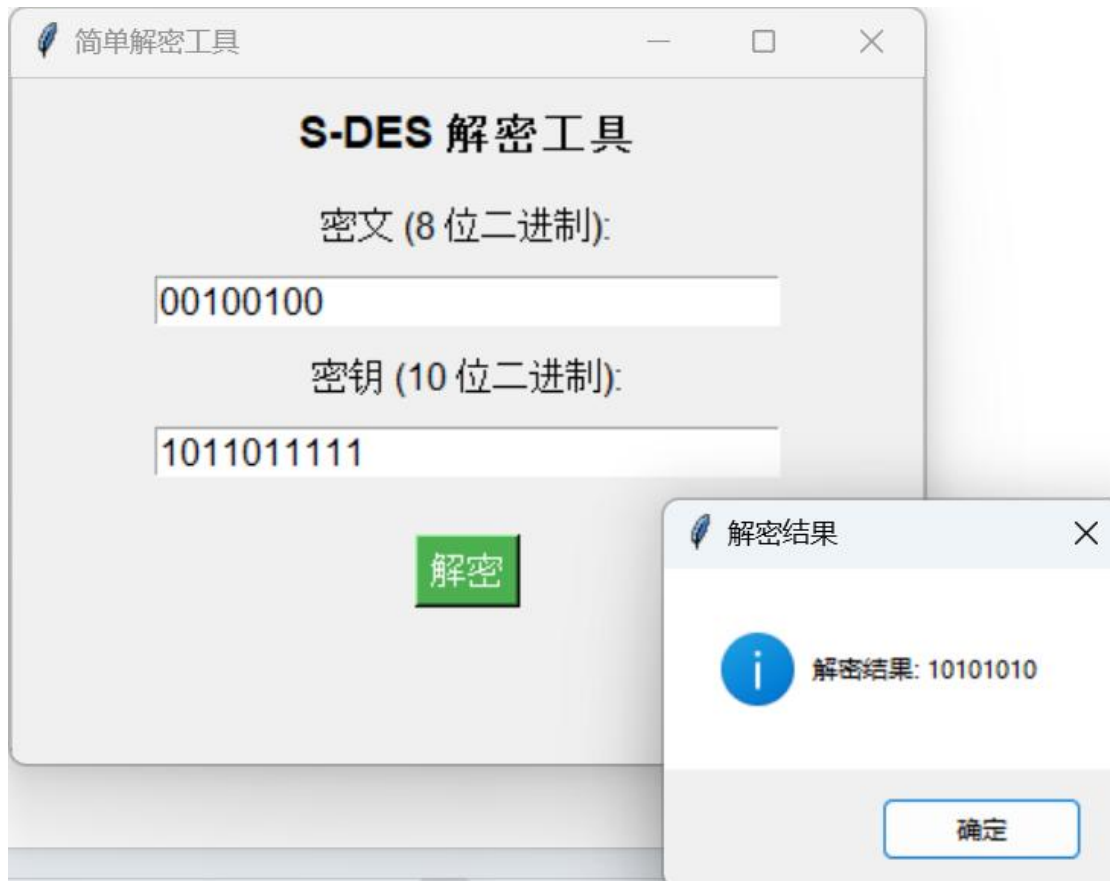 简单解密工具
S-DES 解密工具
密文 (8 位二进制):
00100100
密钥 (10 位二进制):
1011011111
解密
解密结果
解密结果: 10101010
确定